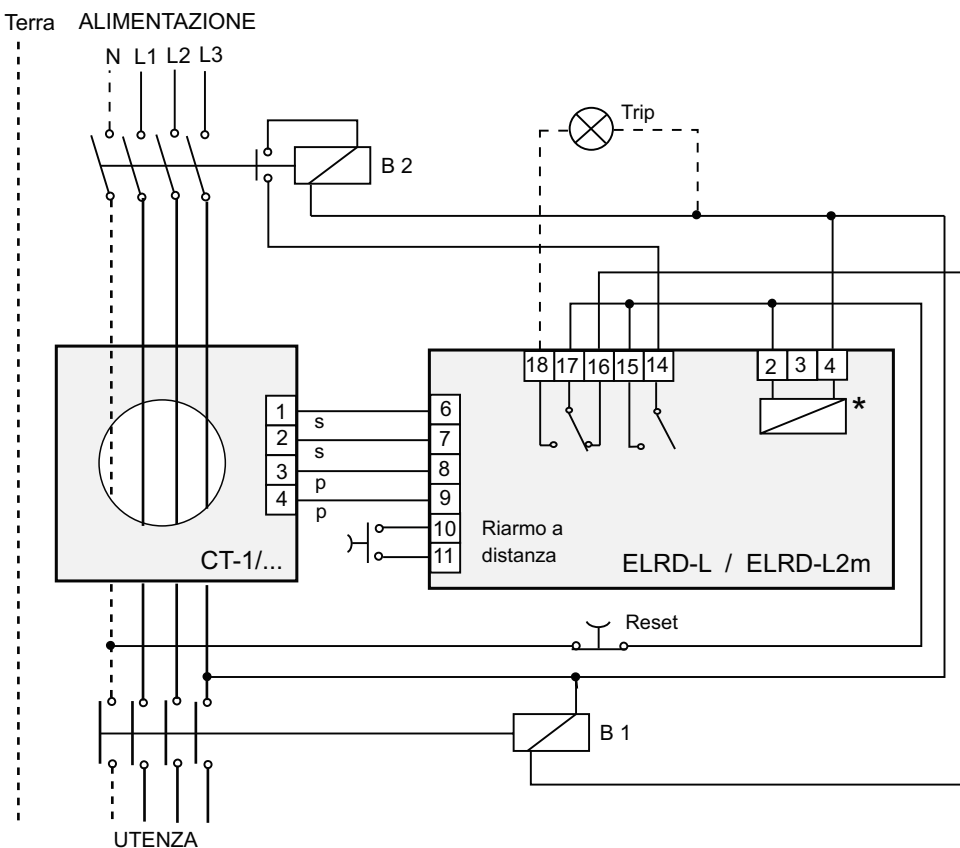 Terra ALIMENTAZIONE
N L1 L2 L3
Trip
B 2
18 17 16 15 14
2 3 4
*
1
2
3
4
s
s
p
p
6
7
8
9
10
11
Riarmo a
distanza
CT-1/...
ELRD-L / ELRD-L2m
Reset
B 1
UTENZA